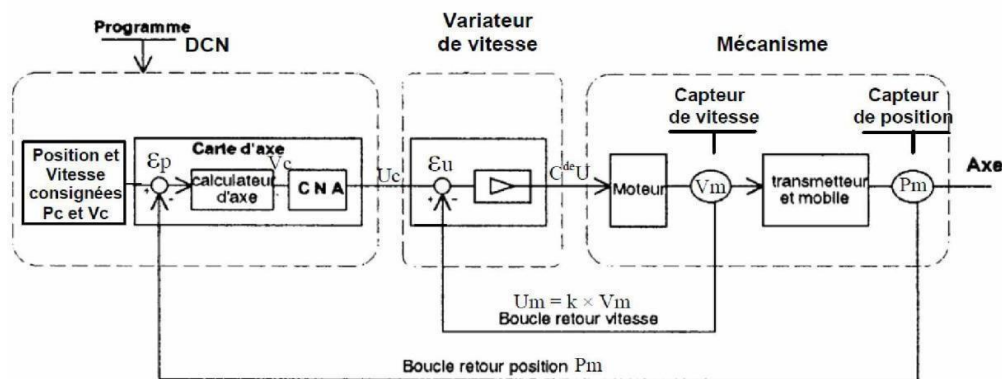 Programme
DCN
Variateur
de vitesse
Mécanisme
Capteur
de vitesse
Capteur
de position
Position et
Vitesse
consignées
Pc et Vc
Carte d'axe
εp
+
-
calculateur
d'axe
Vc
C N A
Uc
εu
+
-
CdeU
Moteur
Vm
transmetteur
et mobile
Pm
Axe
Um = k × Vm
Boucle retour vitesse
Boucle retour position Pm